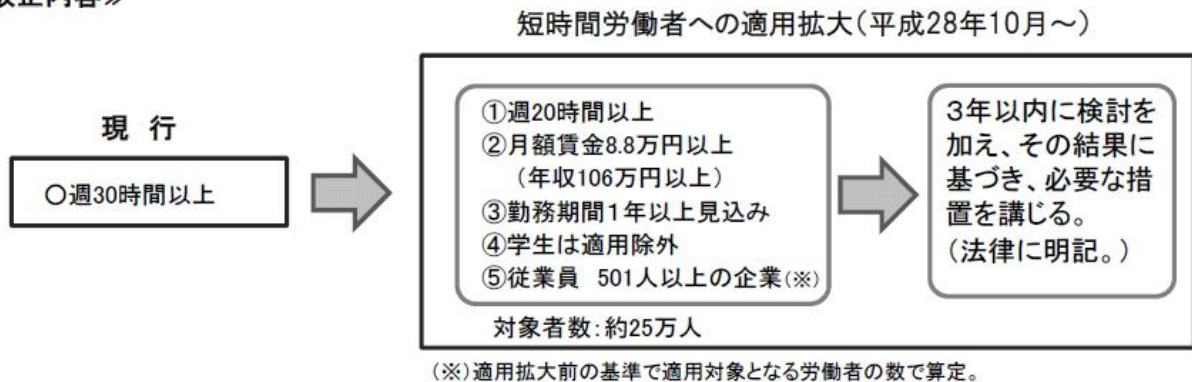 短時間労働者への適用拡大(平成28年10月～)
現 行
○週30時間以上
①週20時間以上
②月額賃金8.8万円以上
(年収106万円以上)
③勤務期間1年以上見込み
④学生は適用除外
⑤従業員 501人以上の企業(※)
対象者数:約25万人
3年以内に検討を
加え、その結果に
基づき、必要な措
置を講じる。
(法律に明記。)
(※)適用拡大前の基準で適用対象となる労働者の数で算定。